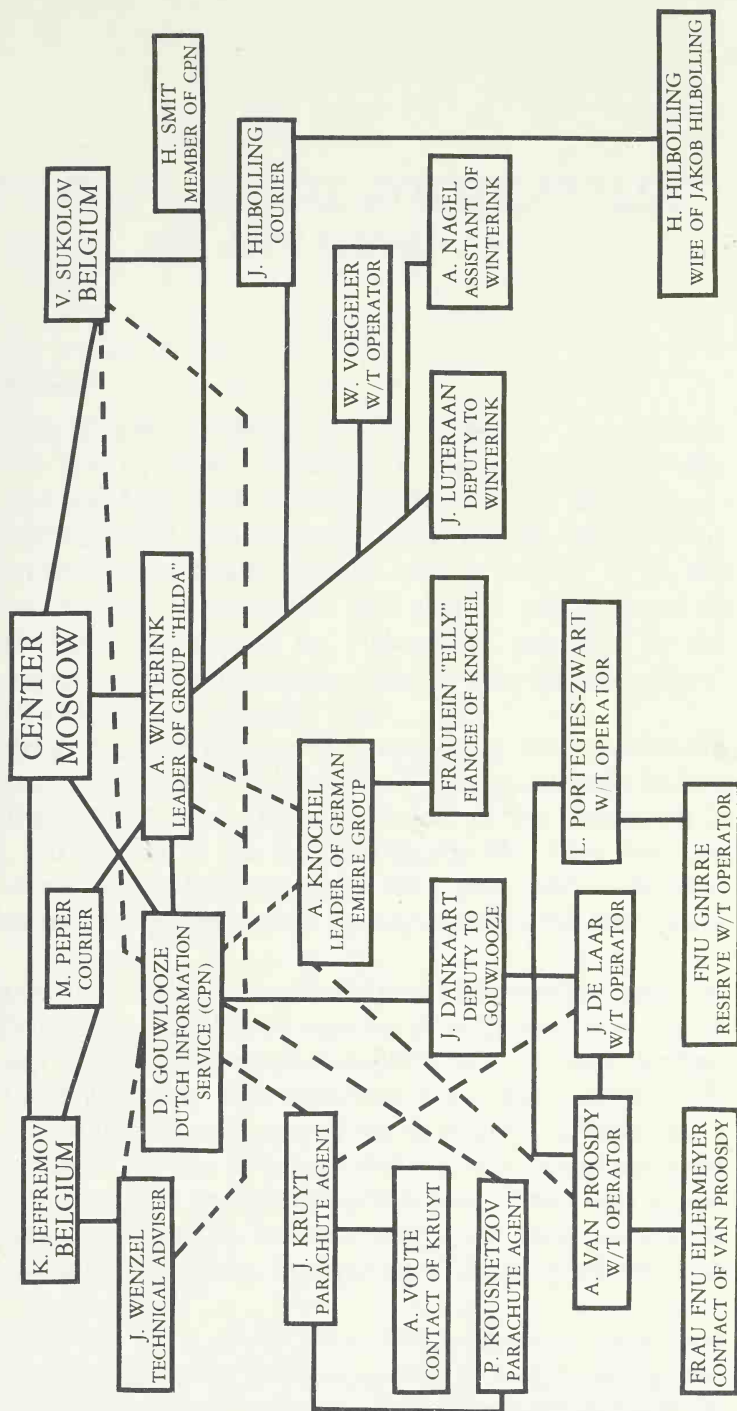 CENTER
MOSCOW
K. JEFFREMOV
BELGIUM
M. PEPER
COURIER
V. SUKOLOV
BELGIUM
J. WENZEL
TECHNICAL ADVISER
D. GOUWLOOZE
DUTCH INFORMATION
SERVICE (CPN)
A. WINTERINK
LEADER OF GROUP "HILDA"
H. SMIT
MEMBER OF CPN
J. HILBOLLING
COURIER
J. KRUYT
PARACHUTE AGENT
A. KNOCHEL
LEADER OF GERMAN
EMIERE GROUP
W. VOEGELER
W/T OPERATOR
A. VOUTE
CONTACT OF KRUYT
J. DANKAART
DEPUTY TO
GOUWLOOZE
FRAULEIN "ELLY"
FIANCEE OF KNOCHEL
J. LUTERAAN
DEPUTY TO
WINTERINK
A. NAGEL
ASSISTANT OF
WINTERINK
P. KOUSNETZOV
PARACHUTE AGENT
A. VAN PROOSDY
W/T OPERATOR
J. DE LAAR
W/T OPERATOR
L. PORTEGIES-ZWART
W/T OPERATOR
FRAU FNU ELLERMEYER
CONTACT OF VAN PROOSDY
FNU GNIRRE
RESERVE W/T OPERATOR
H. HILBOLLING
WIFE OF JAKOB HILBOLLING